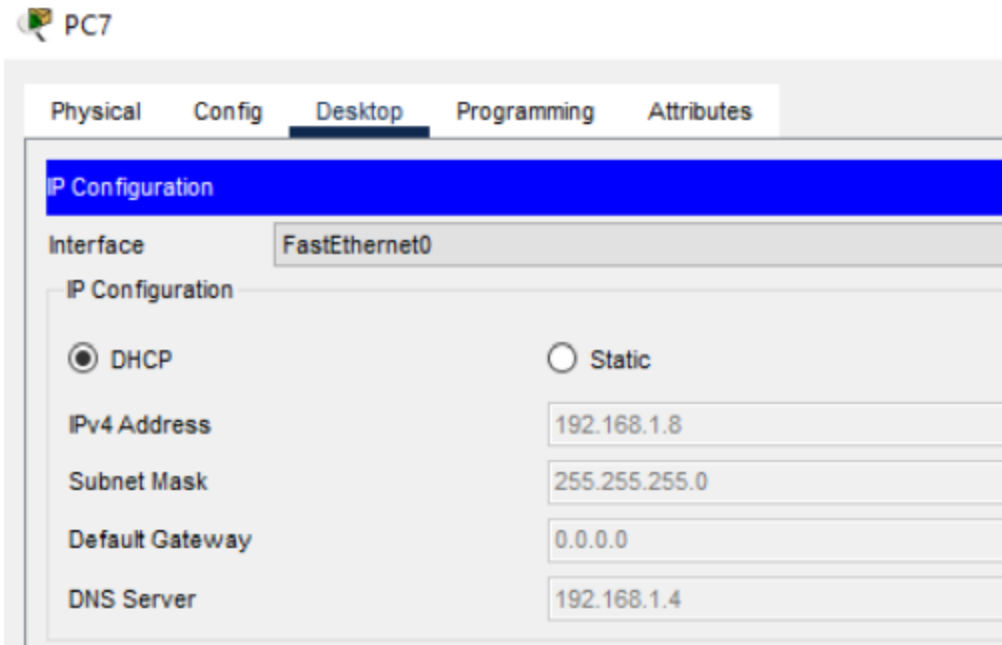 PC7
Physical Config Desktop Programming Attributes
IP Configuration
Interface FastEthernet0
IP Configuration
DHCP Static
IPv4 Address 192.168.1.8
Subnet Mask 255.255.255.0
Default Gateway 0.0.0.0
DNS Server 192.168.1.4